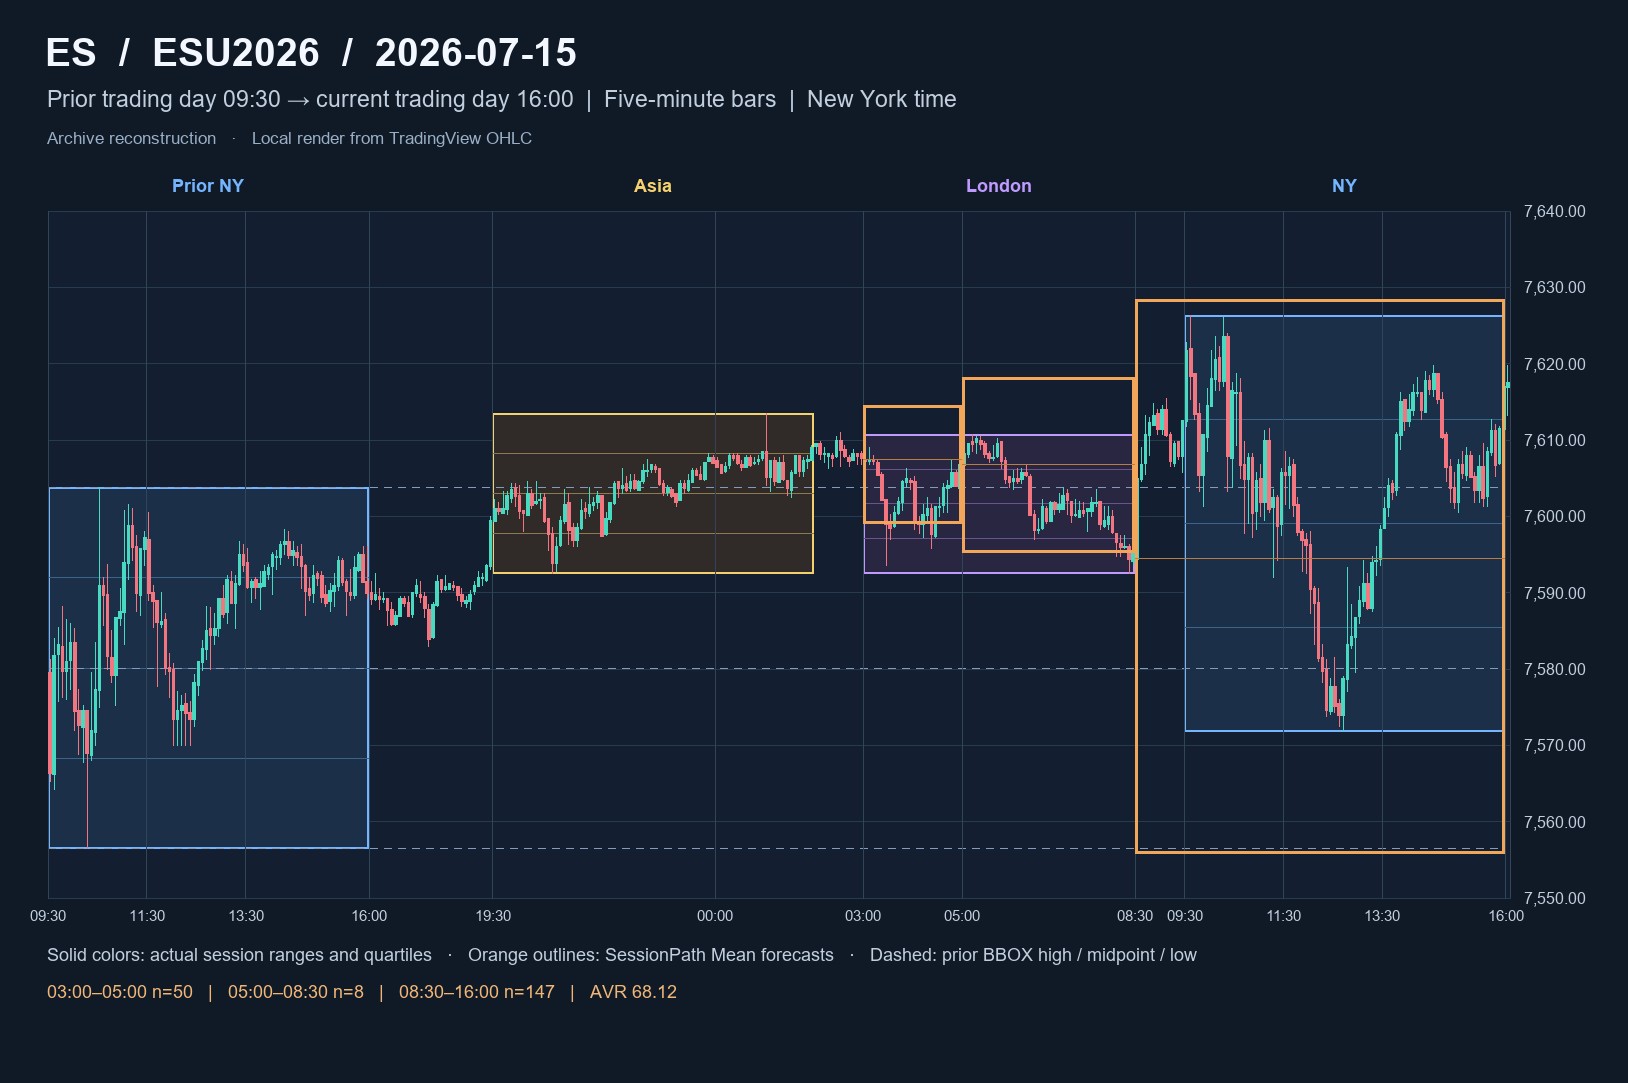 ES / ESU2026 / 2026-07-15
Prior trading day 09:30 → current trading day 16:00 | Five-minute bars | New York time
Archive reconstruction · Local render from TradingView OHLC
Prior NY Asia London NY
7,640.00
7,630.00
7,620.00
7,610.00
7,600.00
7,590.00
7,580.00
7,570.00
7,560.00
7,550.00
09:30 11:30 13:30 16:00 19:30 00:00 03:00 05:00 08:30 09:30 11:30 13:30 16:00
Solid colors: actual session ranges and quartiles · Orange outlines: SessionPath Mean forecasts · Dashed: prior BBOX high / midpoint / low
03:00–05:00 n=50 | 05:00–08:30 n=8 | 08:30–16:00 n=147 | AVR 68.12